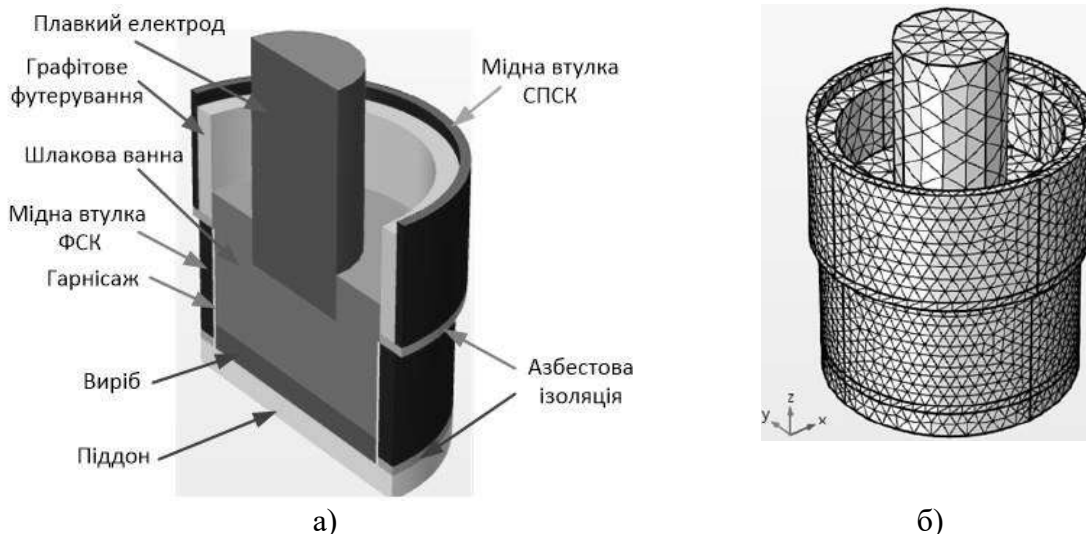 Плавкий електрод
Графітове
футерування
Шлакова ванна
Мідна втулка
ФСК
Гарнісаж
Виріб
Піддон
Мідна втулка
СПСК
Азбестова
ізоляція
а)
z
y
x
б)